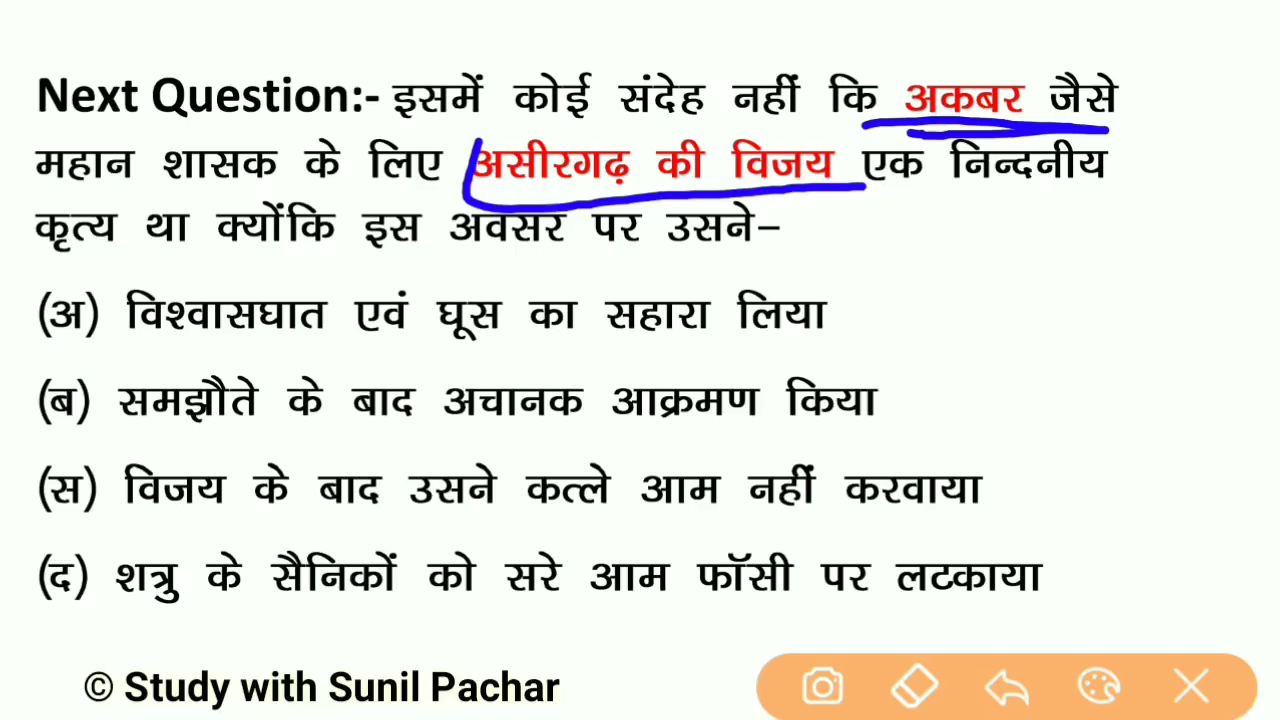 Next Question:- इसमें कोई संदेह नहीं कि अकबर जैसे
महान शासक के लिए असीरगढ़ की विजय एक निन्दनीय
कृत्य था क्योंकि इस अवसर पर उसने–
(अ) विश्वासघात एवं घूस का सहारा लिया
(ब) समझौते के बाद अचानक आक्रमण किया
(स) विजय के बाद उसने कत्ले आम नहीं करवाया
(द) शत्रु के सैनिकों को सरे आम फॉसी पर लटकाया
© Study with Sunil Pachar